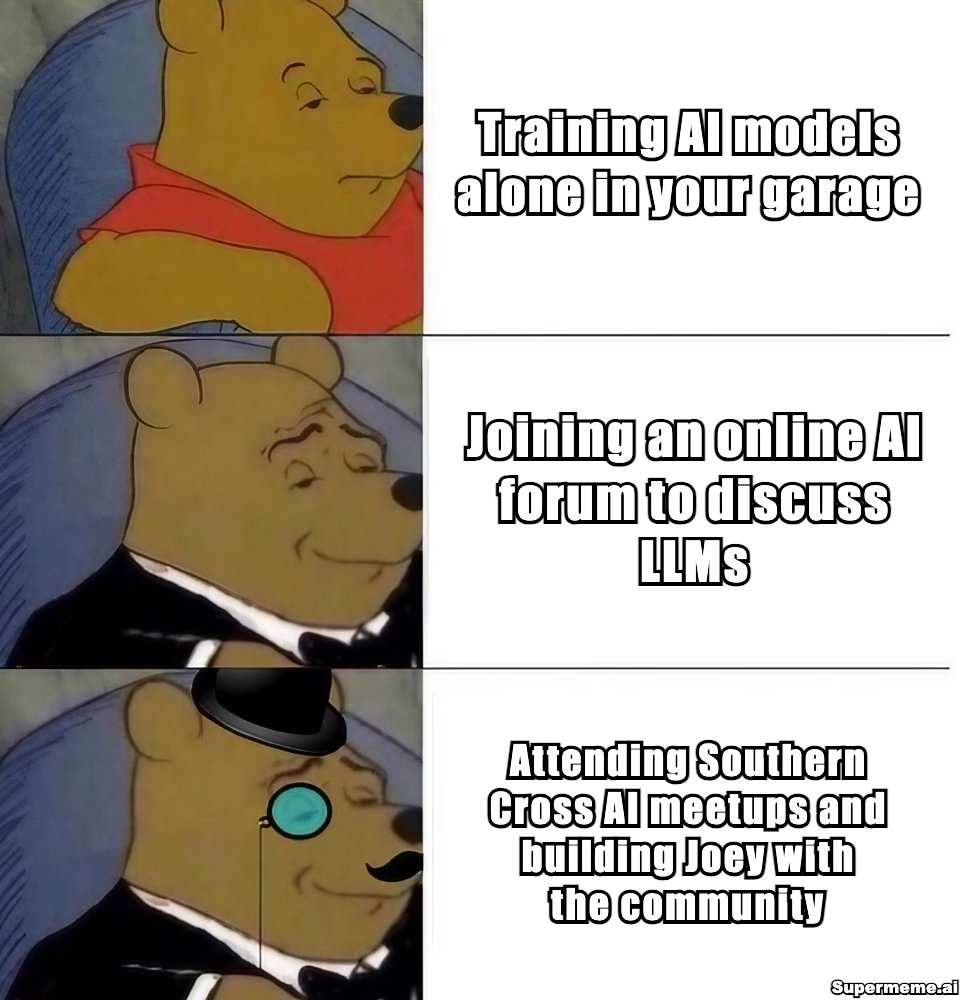 Training AI models
alone in your garage
Joining an online AI
forum to discuss
LLMs
Attending Southern
Cross AI meetups and
building Joey with
the community
Supermeme.ai